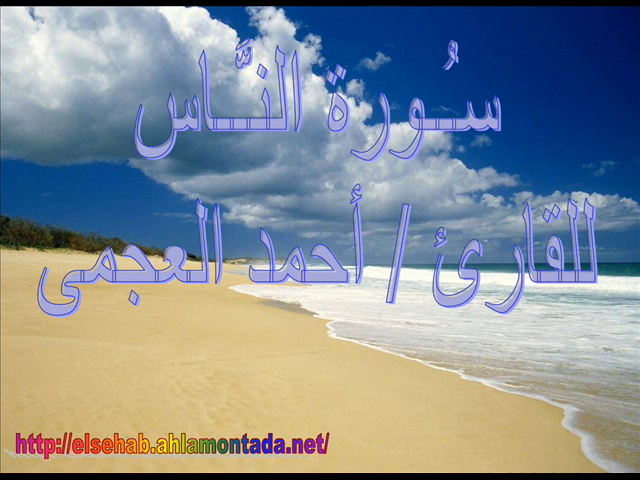 سُورة النَّاس
للقارئ / أحمد العجمى
http://elsehab.ahlamontada.net/